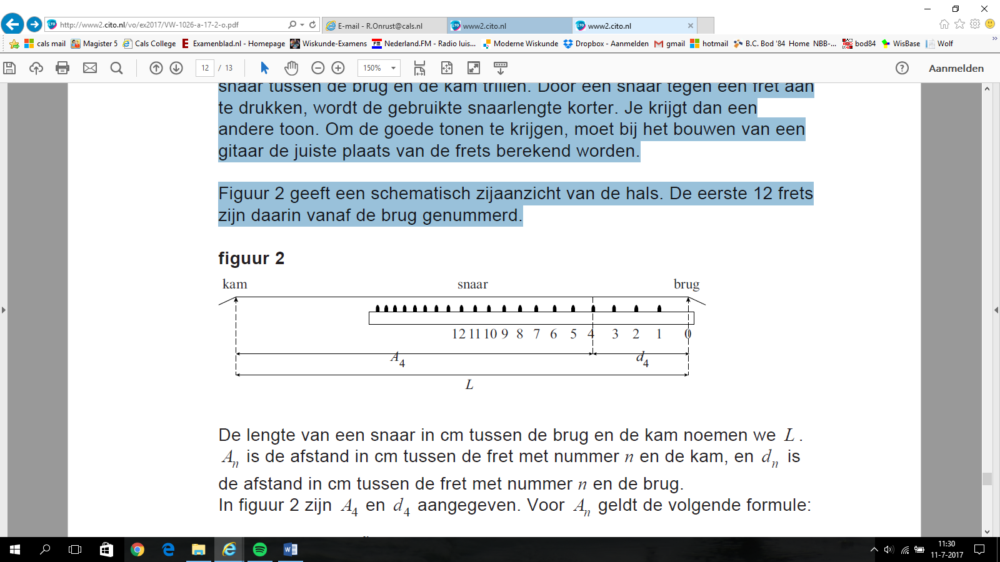 http://www2.cito.nl/vo/ex2017/VW-1026-a-17-2-o.pdf
E-mail - R.Onrust@cals.nl
www2.cito.nl
www2.cito.nl
cals mail
Magister 5
Cals College
Examenblad.nl - Homepage
Wiskunde-Examens
Nederland.FM - Radio luis...
Moderne Wiskunde
Dropbox - Aanmelden
gmail
hotmail
B.C. Bod '84 Home NBB-...
bod84
WisBase
Wolf
12 / 13
150%
Aanmelden
snaar tussen de brug en de kam trillen. Door een snaar tegen een fret aan
te drukken, wordt de gebruikte snaarlengte korter. Je krijgt dan een
andere toon. Om de goede tonen te krijgen, moet bij het bouwen van een
gitaar de juiste plaats van de frets berekend worden.
Figuur 2 geeft een schematisch zijaanzicht van de hals. De eerste 12 frets
zijn daarin vanaf de brug genummerd.
figuur 2
kam snaar brug
12 11 10 9 8 7 6 5 4 3 2 1 0
A4 d4
L
De lengte van een snaar in cm tussen de brug en de kam noemen we L.
An is de afstand in cm tussen de fret met nummer n en de kam, en dn is
de afstand in cm tussen de fret met nummer n en de brug.
In figuur 2 zijn A4 en d4 aangegeven. Voor An geldt de volgende formule:
11:30
11-7-2017